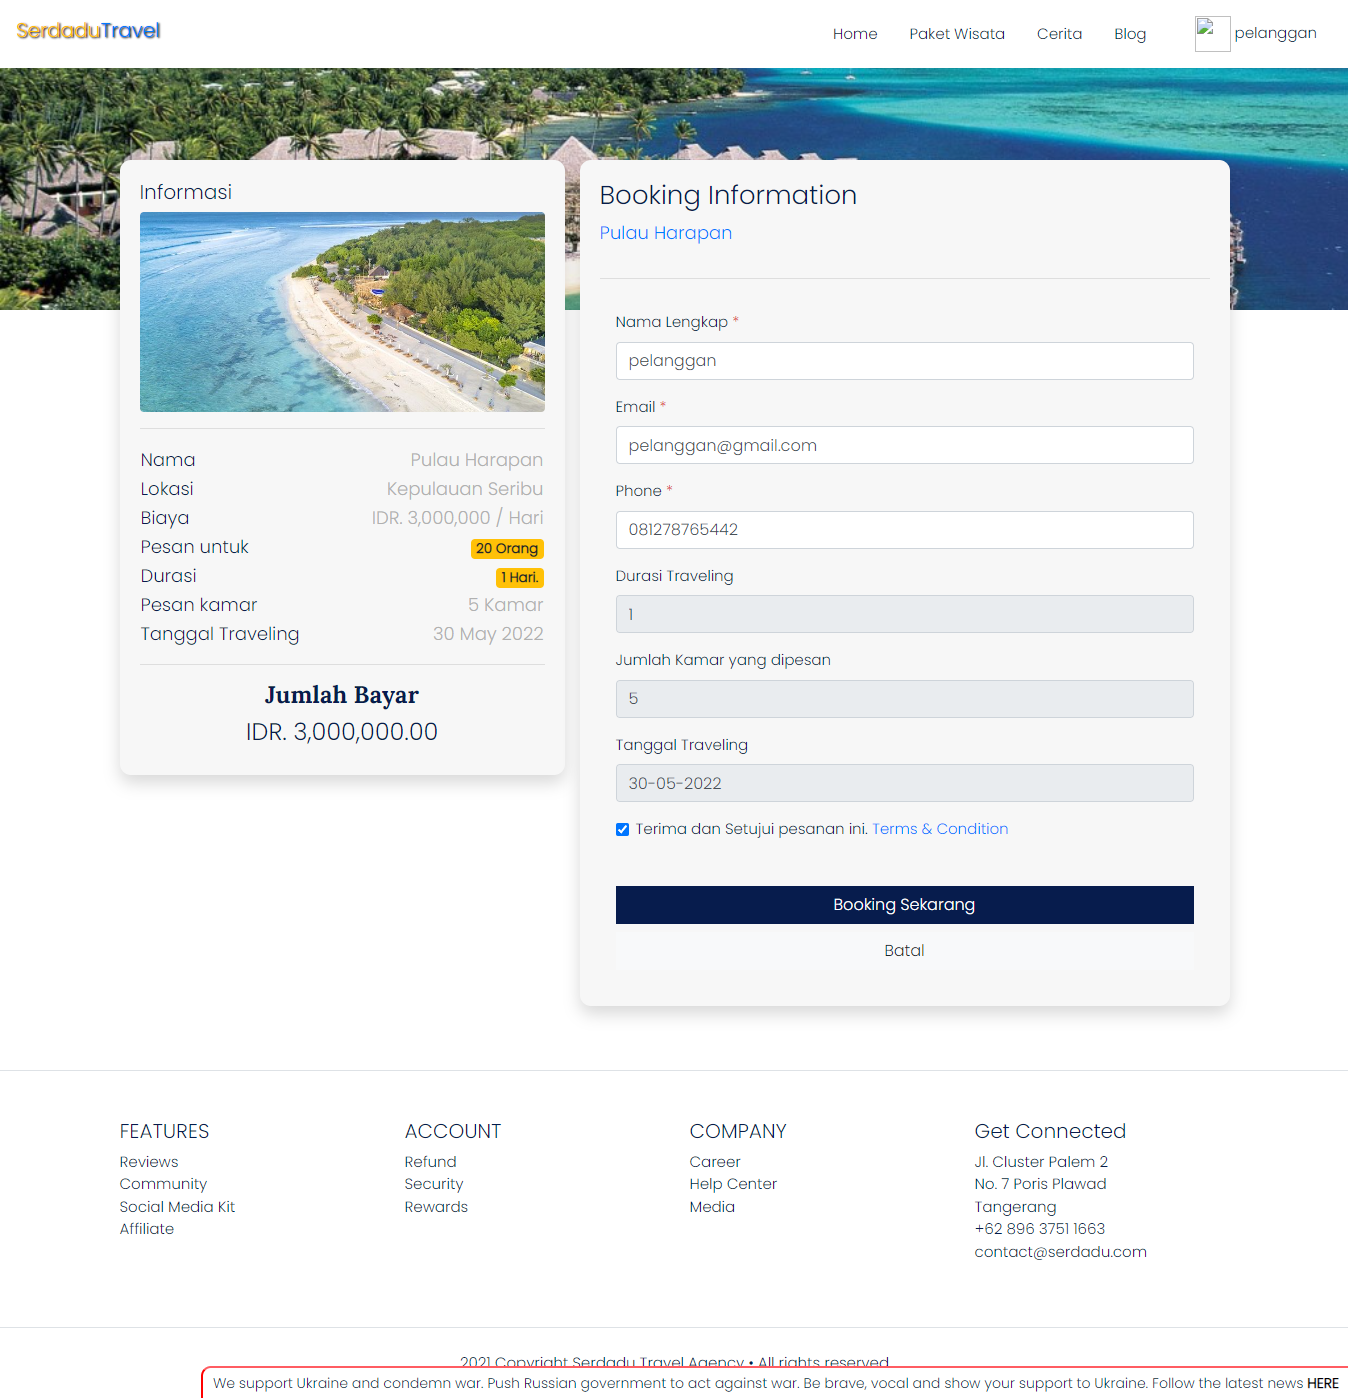 SerdaduTravel
Home Paket Wisata Cerita Blog pelanggan
Informasi
Nama Pulau Harapan
Lokasi Kepulauan Seribu
Biaya IDR. 3,000,000 / Hari
Pesan untuk 20 Orang
Durasi 1 Hari.
Pesan kamar 5 Kamar
Tanggal Traveling 30 May 2022
Jumlah Bayar
IDR. 3,000,000.00
Booking Information
Pulau Harapan
Nama Lengkap *
pelanggan
Email *
pelanggan@gmail.com
Phone *
081278765442
Durasi Traveling
1
Jumlah Kamar yang dipesan
5
Tanggal Traveling
30-05-2022
Terima dan Setujui pesanan ini. Terms & Condition
Booking Sekarang
Batal
FEATURES
Reviews
Community
Social Media Kit
Affiliate
ACCOUNT
Refund
Security
Rewards
COMPANY
Career
Help Center
Media
Get Connected
Jl. Cluster Palem 2
No. 7 Poris Plawad
Tangerang
+62 896 3751 1663
contact@serdadu.com
2021 Copyright Serdadu Travel Agency • All rights reserved
We support Ukraine and condemn war. Push Russian government to act against war. Be brave, vocal and show your support to Ukraine. Follow the latest news HERE